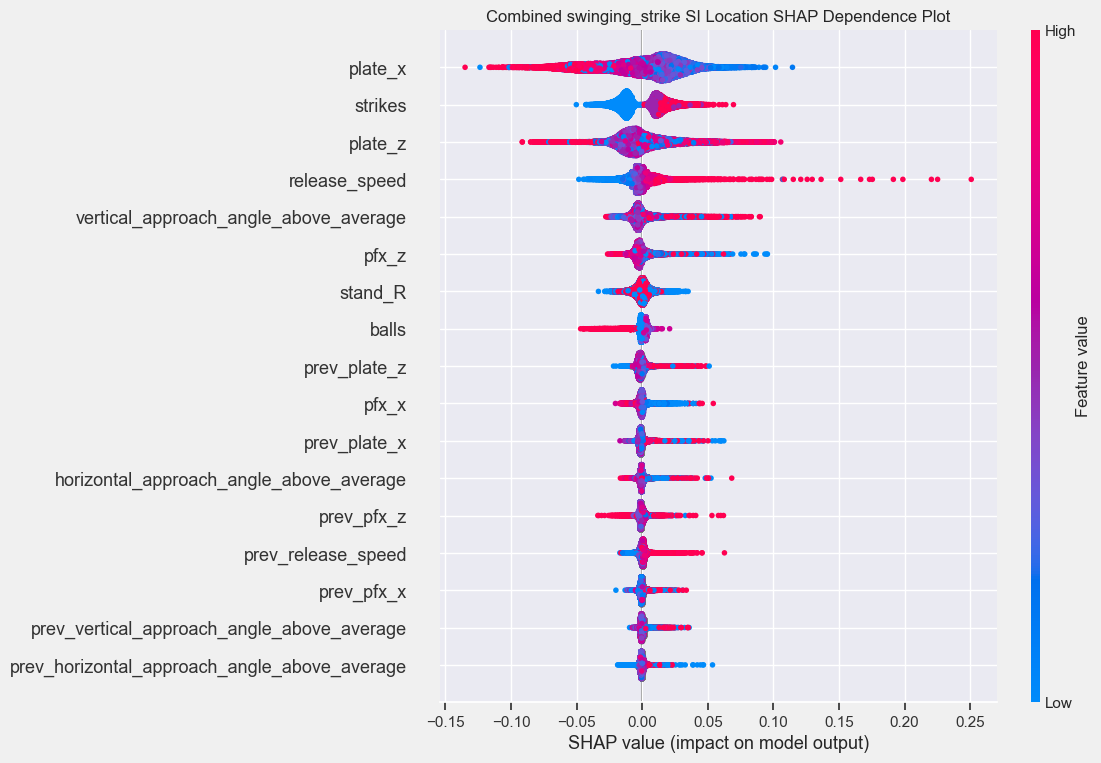 Combined swinging_strike SI Location SHAP Dependence Plot
High
plate_x
strikes
plate_z
release_speed
vertical_approach_angle_above_average
pfx_z
stand_R
balls
prev_plate_z
pfx_x
prev_plate_x
horizontal_approach_angle_above_average
prev_pfx_z
prev_release_speed
prev_pfx_x
prev_vertical_approach_angle_above_average
prev_horizontal_approach_angle_above_average
Feature value
Low
−0.15 −0.10 −0.05 0.00 0.05 0.10 0.15 0.20 0.25
SHAP value (impact on model output)